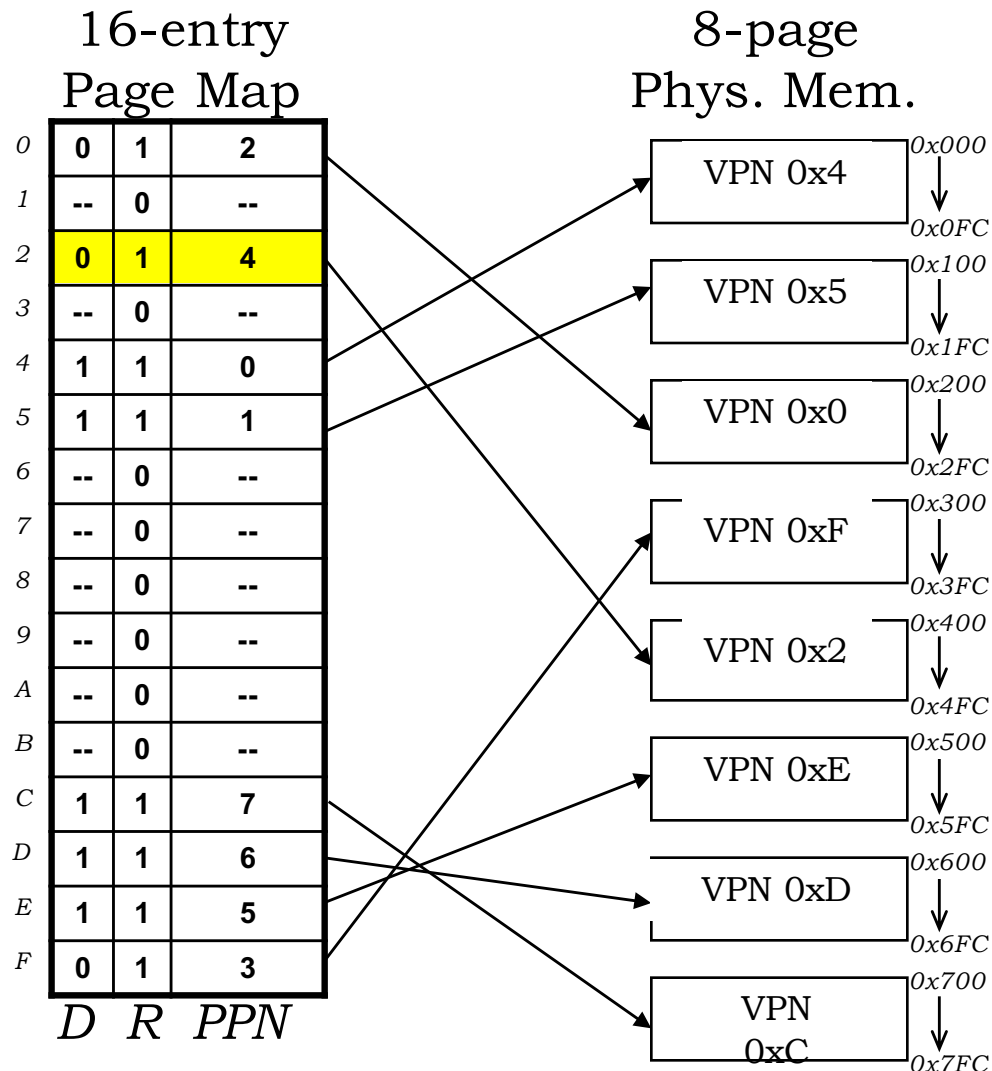 16-entry
Page Map
0 0 1 2
1 -- 0 --
2 0 1 4
3 -- 0 --
4 1 1 0
5 1 1 1
6 -- 0 --
7 -- 0 --
8 -- 0 --
9 -- 0 --
A -- 0 --
B -- 0 --
C 1 1 7
D 1 1 6
E 1 1 5
F 0 1 3
D R PPN
8-page
Phys. Mem.
VPN 0x4
0x000
0x0FC
VPN 0x5
0x100
0x1FC
VPN 0x0
0x200
0x2FC
VPN 0xF
0x300
0x3FC
VPN 0x2
0x400
0x4FC
VPN 0xE
0x500
0x5FC
VPN 0xD
0x600
0x6FC
VPN
0xC
0x700
0x7FC